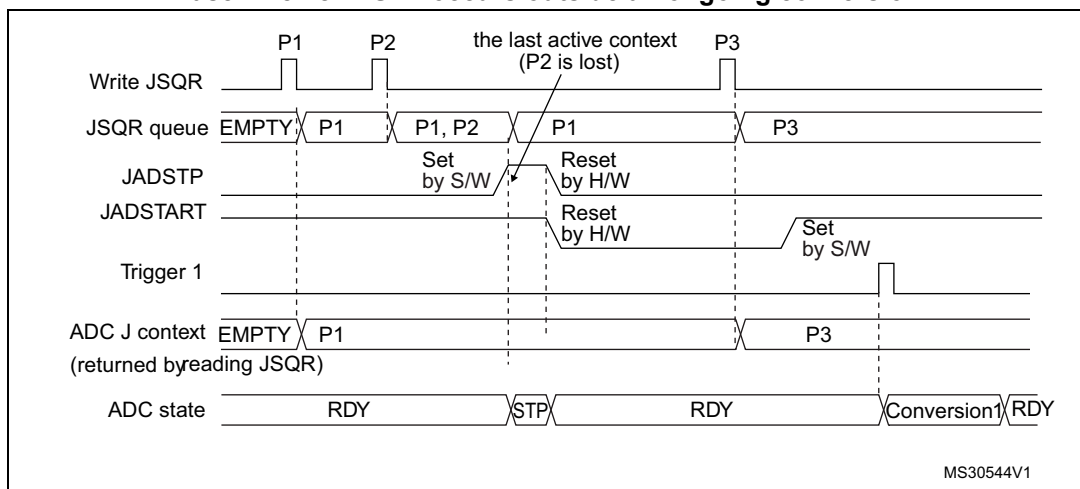 P1 P2 the last active context P3
(P2 is lost)
Write JSQR
JSQR queue EMPTY P1 P1, P2 P1 P3
Set Reset
JADSTP by S/W by H/W
JADSTART Reset Set
by H/W by S/W
Trigger 1
ADC J context EMPTY P1 P3
(returned byreading JSQR)
ADC state RDY STP RDY Conversion1 RDY
MS30544V1